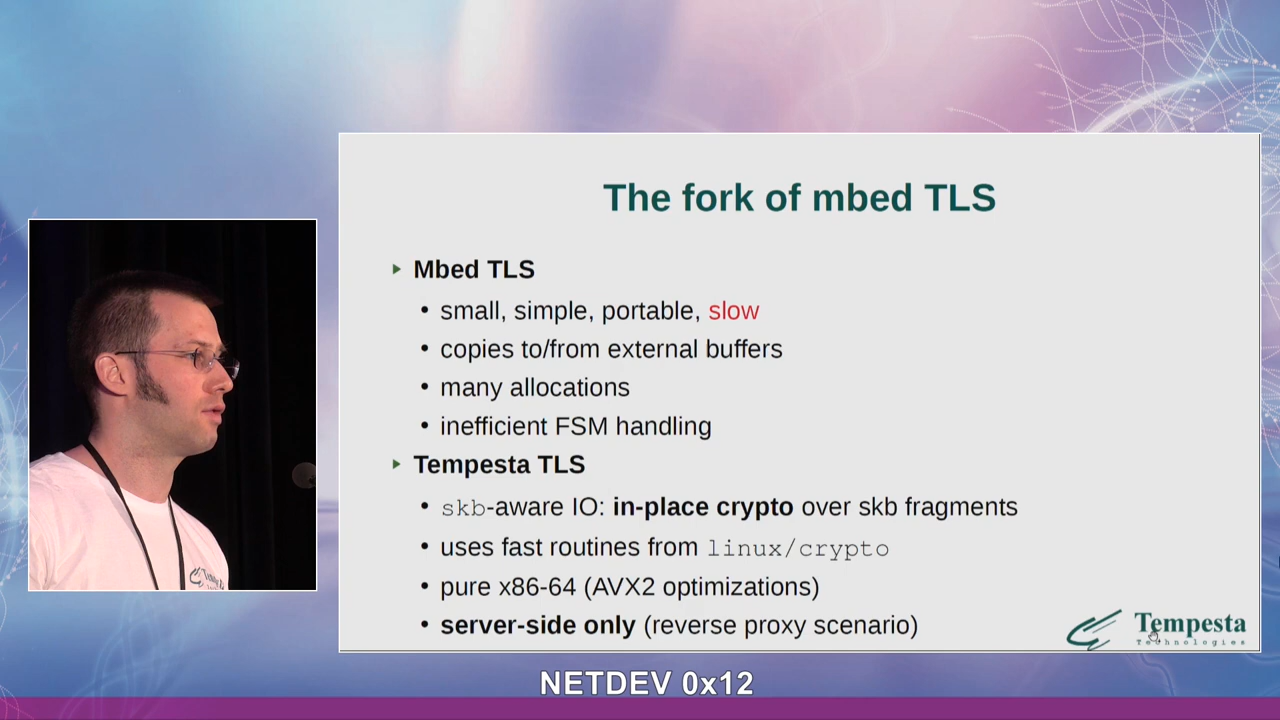 The fork of mbed TLS
Mbed TLS
small, simple, portable, slow
copies to/from external buffers
many allocations
inefficient FSM handling
Tempesta TLS
skb-aware IO: in-place crypto over skb fragments
uses fast routines from linux/crypto
pure x86-64 (AVX2 optimizations)
server-side only (reverse proxy scenario)
Tempesta
Technologies
NETDEV 0x12